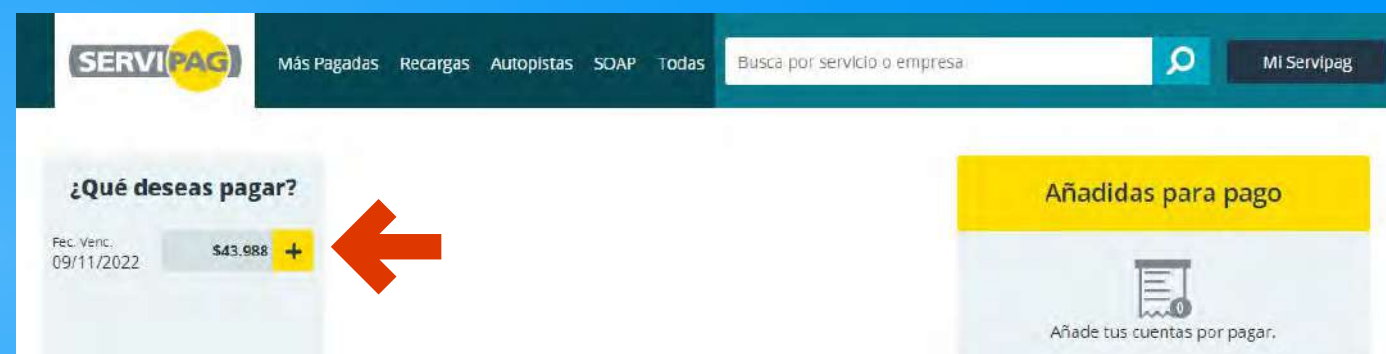 SERVIPAG
Más Pagadas Recargas Autopistas SOAP Todas
Busca por servicio o empresa
Mi Servipag
¿Qué deseas pagar?
Fec. Venc.
09/11/2022
$43.988 +
Añadidas para pago
0
Añade tus cuentas por pagar.